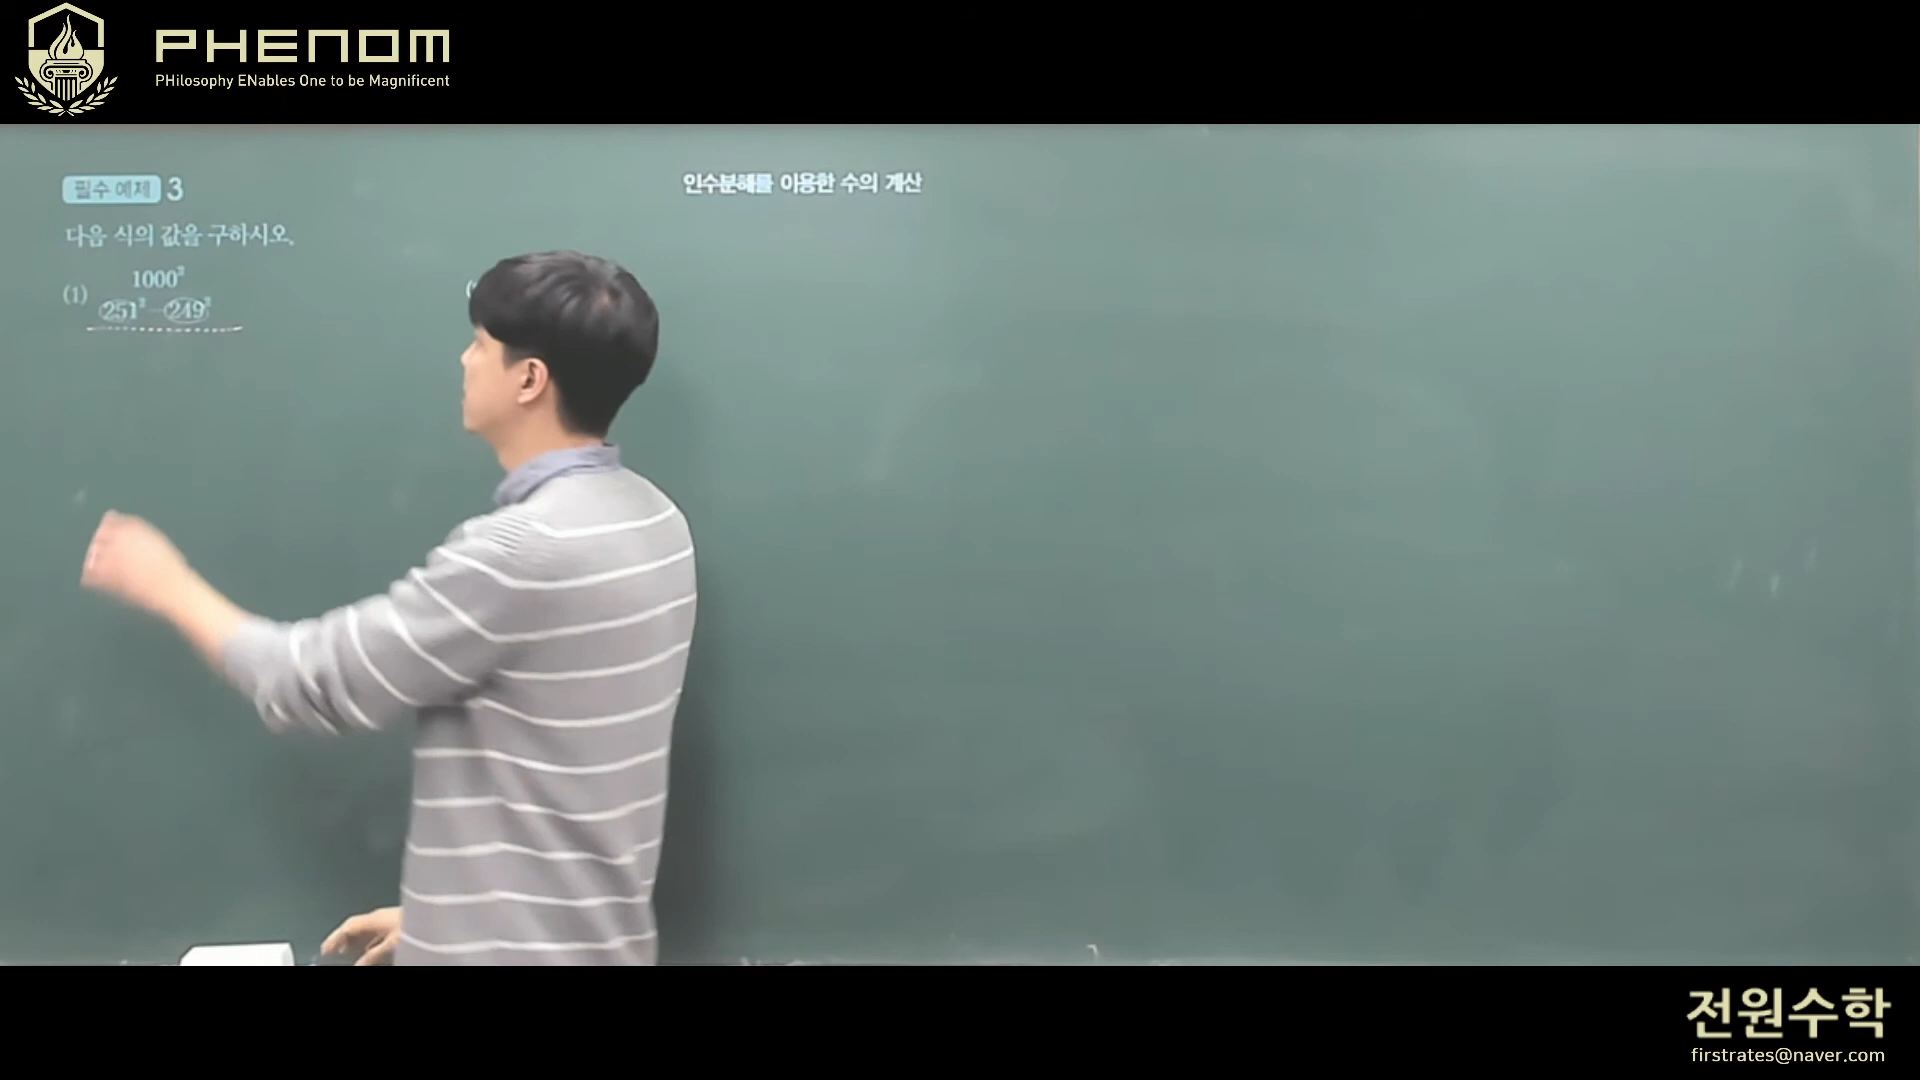 PHENOM
PHilosophy ENables One to be Magnificent
필수 예제 3
인수분해를 이용한 수의 계산
다음 식의 값을 구하시오.
(1) 1000²
251² - 249²
(
전원수학
firstrates@naver.com